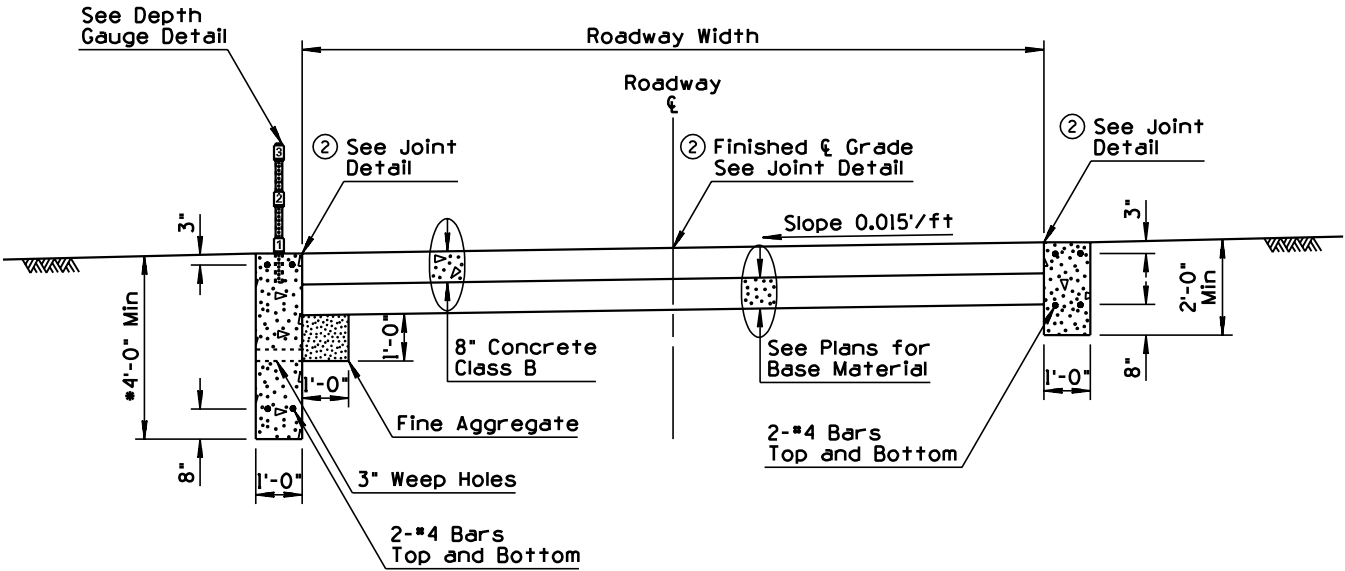 See Depth
Gauge Detail
Roadway Width
Roadway
℄
② See Joint
Detail
② Finished ℄ Grade
See Joint Detail
② See Joint
Detail
3
2
1
3"
Slope 0.015'/ft
3"
*4'-0" Min
1'-0"
8" Concrete
Class B
See Plans for
Base Material
2'-0"
Min
8"
1'-0"
1'-0"
Fine Aggregate
2-#4 Bars
Top and Bottom
8"
1'-0"
3" Weep Holes
2-#4 Bars
Top and Bottom